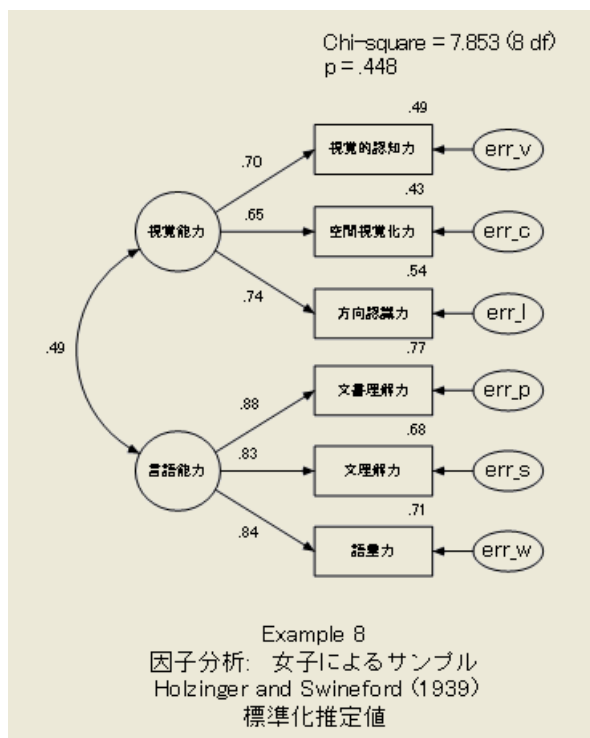 Chi-square = 7.853 (8 df)
p = .448
.49
視覚的認知力
err_v
.70
.43
.65
視覚能力
空間視覚化力
err_c
.54
.74
方向認識力
err_l
.77
.49
文書理解力
err_p
.88
.68
.83
言語能力
文理解力
err_s
.71
.84
語彙力
err_w
Example 8
因子分析: 女子によるサンプル
Holzinger and Swineford (1939)
標準化推定値